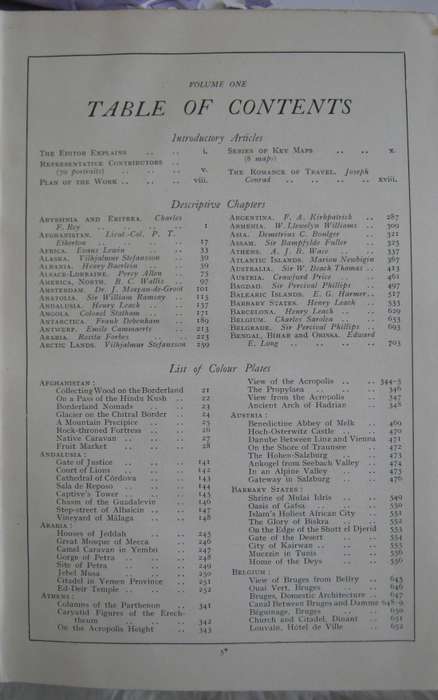 VOLUME ONE
TABLE OF CONTENTS
Introductory Articles
THE EDITOR EXPLAINS .. .. i.
REPRESENTATIVE CONTRIBUTORS ..
(70 portraits) .. .. .. v.
PLAN OF THE WORK .. .. .. viii.
SERIES OF KEY MAPS .. .. .. x.
(8 maps)
THE ROMANCE OF TRAVEL. Joseph
Conrad .. .. .. .. xviii.
Descriptive Chapters
ABYSSINIA AND ERITREA. Charles
F. Rey .. .. .. .. 1
AFGHANISTAN. Lieut.-Col. P. T.
Etherton .. .. .. .. 17
AFRICA. Evans Lewin .. .. 33
ALASKA. Vilhjalmur Stefansson .. 39
ALBANIA. Henry Baerlein .. .. 59
ALSACE-LORRAINE. Percy Allen .. 75
AMERICA, NORTH. B. C. Wallis .. 97
AMSTERDAM. Dr. J. Morgan-de-Groot 101
ANATOLIA. Sir William Ramsay .. 115
ANDALUSIA. Henry Leach .. .. 157
ANGOLA. Colonel Statham .. .. 171
ANTARCTICA. Frank Debenham .. 189
ANTWERP. Emile Cammaerts .. 213
ARABIA. Rosita Forbes .. .. 223
ARCTIC LANDS. Vilhjalmur Stefansson 259
ARGENTINA. F. A. Kirkpatrick .. 287
ARMENIA. W. Llewelyn Williams .. 309
ASIA. Demetrius C. Boulger .. 321
ASSAM. Sir Bampfylde Fuller .. 325
ATHENS. A. J. B. Wace .. .. 337
ATLANTIC ISLANDS. Marion Newbigin 367
AUSTRALIA. Sir W. Beach Thomas .. 413
AUSTRIA. Crawford Price .. .. 461
BAGDAD. Sir Percival Phillips .. 497
BALEARIC ISLANDS. E. G. Harmer.. 517
BARBARY STATES. Henry Leach .. 533
BARCELONA. Henry Leach .. .. 629
BELGIUM. Charles Sarolea .. .. 653
BELGRADE. Sir Percival Phillips .. 693
BENGAL, BIHAR AND ORISSA. Edward
E. Long .. .. .. .. 703
List of Colour Plates
AFGHANISTAN:
Collecting Wood on the Borderland 21
On a Pass of the Hindu Kush .. 22
Borderland Nomads .. .. 23
Glacier on the Chitral Border .. 24
A Mountain Precipice .. .. 25
Rock-throned Fortress .. .. 26
Native Caravan .. .. .. 27
Fruit Market .. .. .. 28
ANDALUSIA:
Gate of Justice .. .. .. 141
Court of Lions .. .. .. 142
Cathedral of Córdova .. .. 143
Sala de Reposo .. .. .. 144
Captive's Tower .. .. .. 145
Chasm of the Guadalevin .. 146
Step-street of Albaicin .. .. 147
Vineyard of Málaga .. .. 148
ARABIA:
Houses of Jeddah .. .. 245
Great Mosque of Mecca .. 246
Camel Caravan in Yembo .. 247
Gorge of Petra .. .. .. 248
Site of Petra .. .. .. 249
Jebel Musa .. .. .. 250
Citadel in Yemen Province .. 251
Ed-Deir Temple .. .. .. 252
ATHENS:
Columns of the Parthenon .. 341
Caryatid Figures of the Erech-
theum .. .. .. .. 342
On the Acropolis Height .. .. 343
View of the Acropolis .. .. 344-5
The Propylaea .. .. .. 346
View from the Acropolis .. 347
Ancient Arch of Hadrian .. 348
AUSTRIA:
Benedictine Abbey of Melk .. 469
Hoch-Osterwitz Castle .. .. 470
Danube between Linz and Vienna 471
On the Shore of Traunsee .. 472
The Hohen-Salzburg .. .. 473
Ankogel from Seebach Valley .. 474
In an Alpine Valley .. .. 475
Gateway in Salzburg .. .. 476
BARBARY STATES:
Shrine of Mulai Idris .. .. 549
Oasis of Gafsa .. .. .. 550
Islam's Holiest African City .. 551
The Glory of Biskra .. .. 552
On the Edge of the Shott el Djerid 553
Gate of the Desert .. .. 554
City of Kairwan .. .. .. 555
Muezzin in Tunis .. .. 556
Home of the Deys .. .. 556
BELGIUM:
View of Bruges from Belfry .. 645
Quai Vert, Bruges .. .. 646
Bruges, Domestic Architecture .. 647
Canal Between Bruges and Damme 648-9
Béguinage, Bruges .. .. 650
Church and Citadel, Dinant .. 651
Louvain, Hôtel de Ville .. .. 652